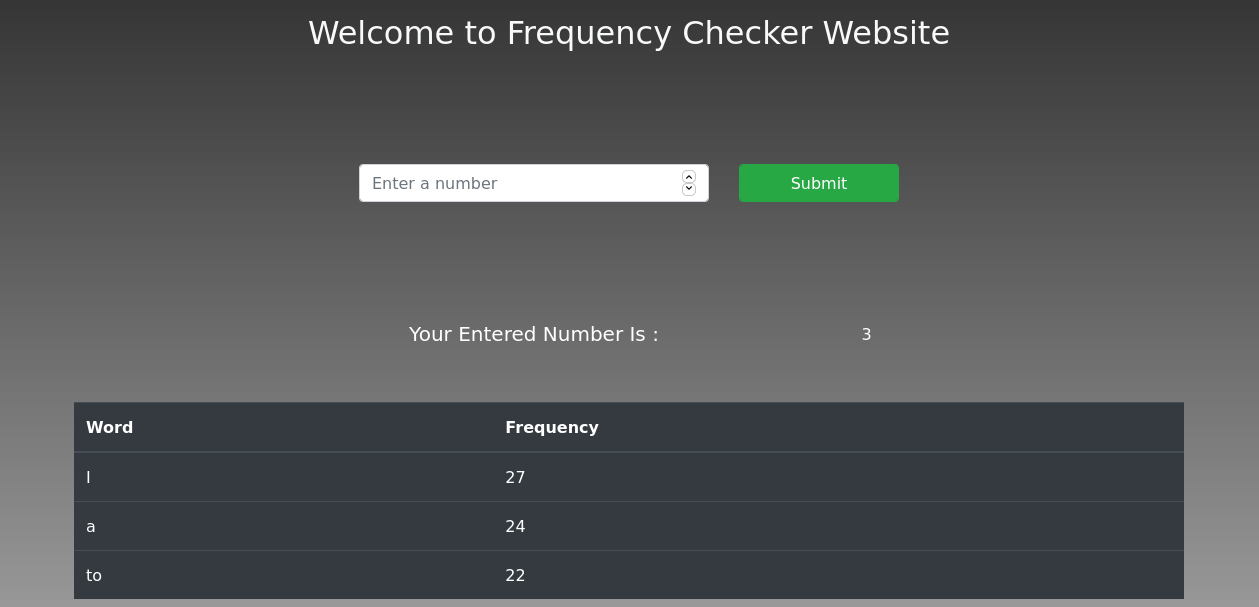 Welcome to Frequency Checker Website
Enter a number
Submit
Your Entered Number Is : 3
Word Frequency
I 27
a 24
to 22